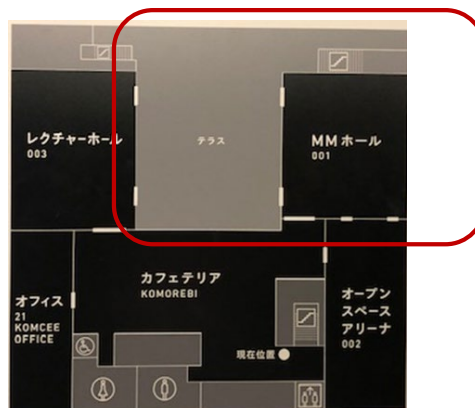 レクチャーホール
003
テラス
MMホール
001
カフェテリア
KOMOREBI
オフィス
21
KOMCEE
OFFICE
オープン
スペース
アリーナ
002
現在位置